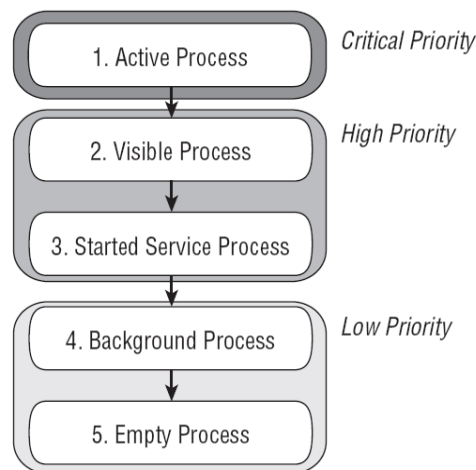 1. Active Process
Critical Priority
2. Visible Process
High Priority
3. Started Service Process
4. Background Process
Low Priority
5. Empty Process